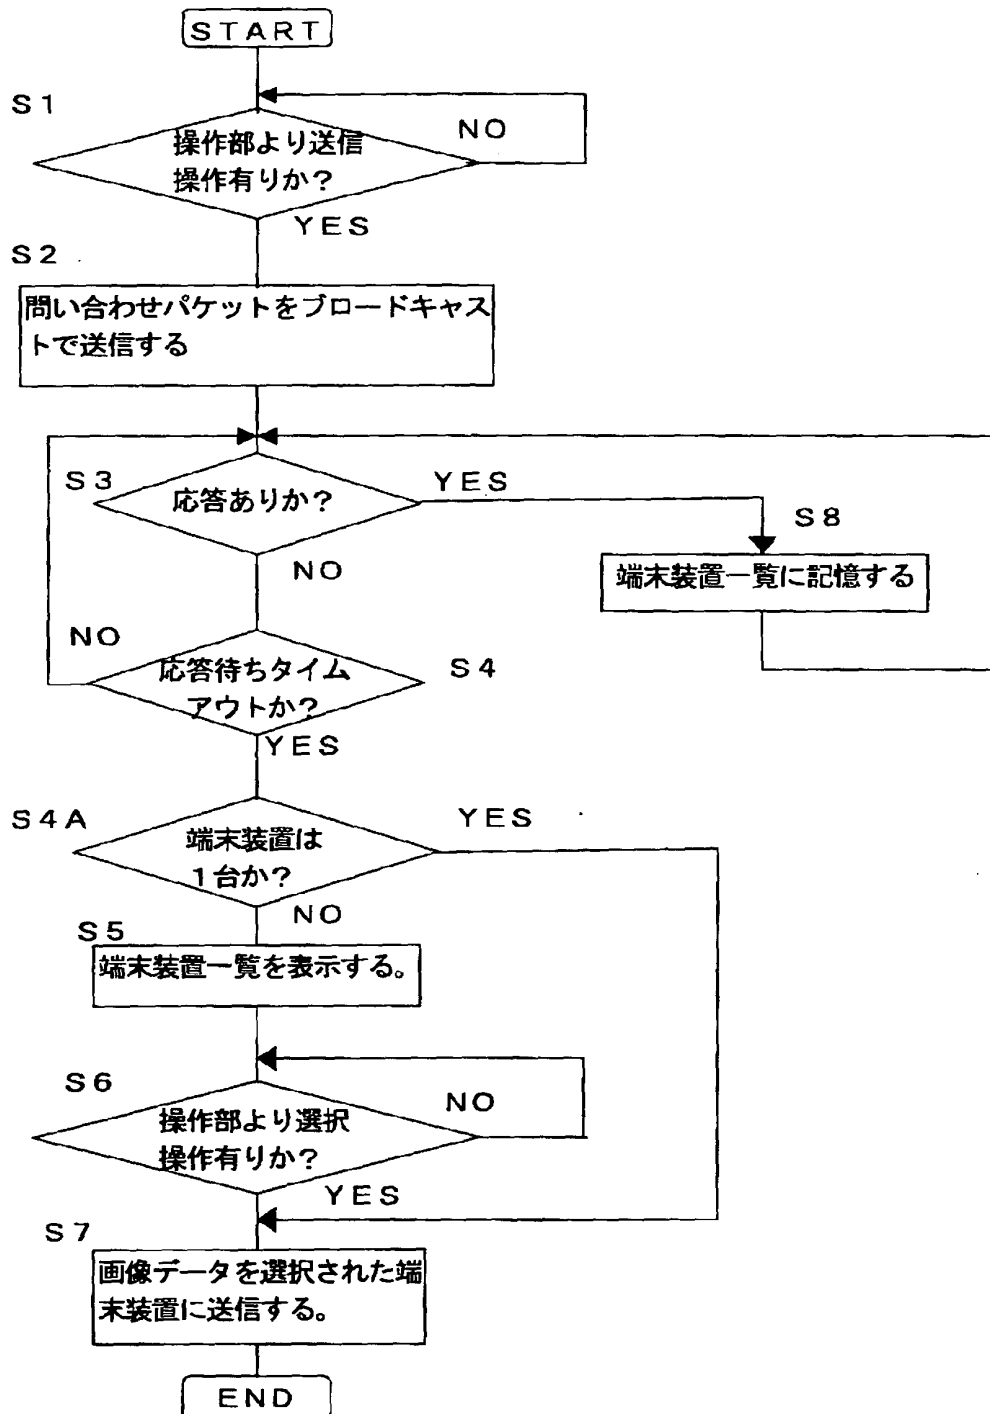 START
S1
操作部より送信
操作有りか?
NO
YES
S2
問い合わせパケットをブロードキャス
トで送信する
S3
応答ありか?
YES
S8
端末装置一覧に記憶する
NO
NO
応答待ちタイム
アウトか?
S4
YES
S4A
端末装置は
1台か?
YES
NO
S5
端末装置一覧を表示する。
S6
操作部より選択
操作有りか?
NO
YES
S7
画像データを選択された端
末装置に送信する。
END